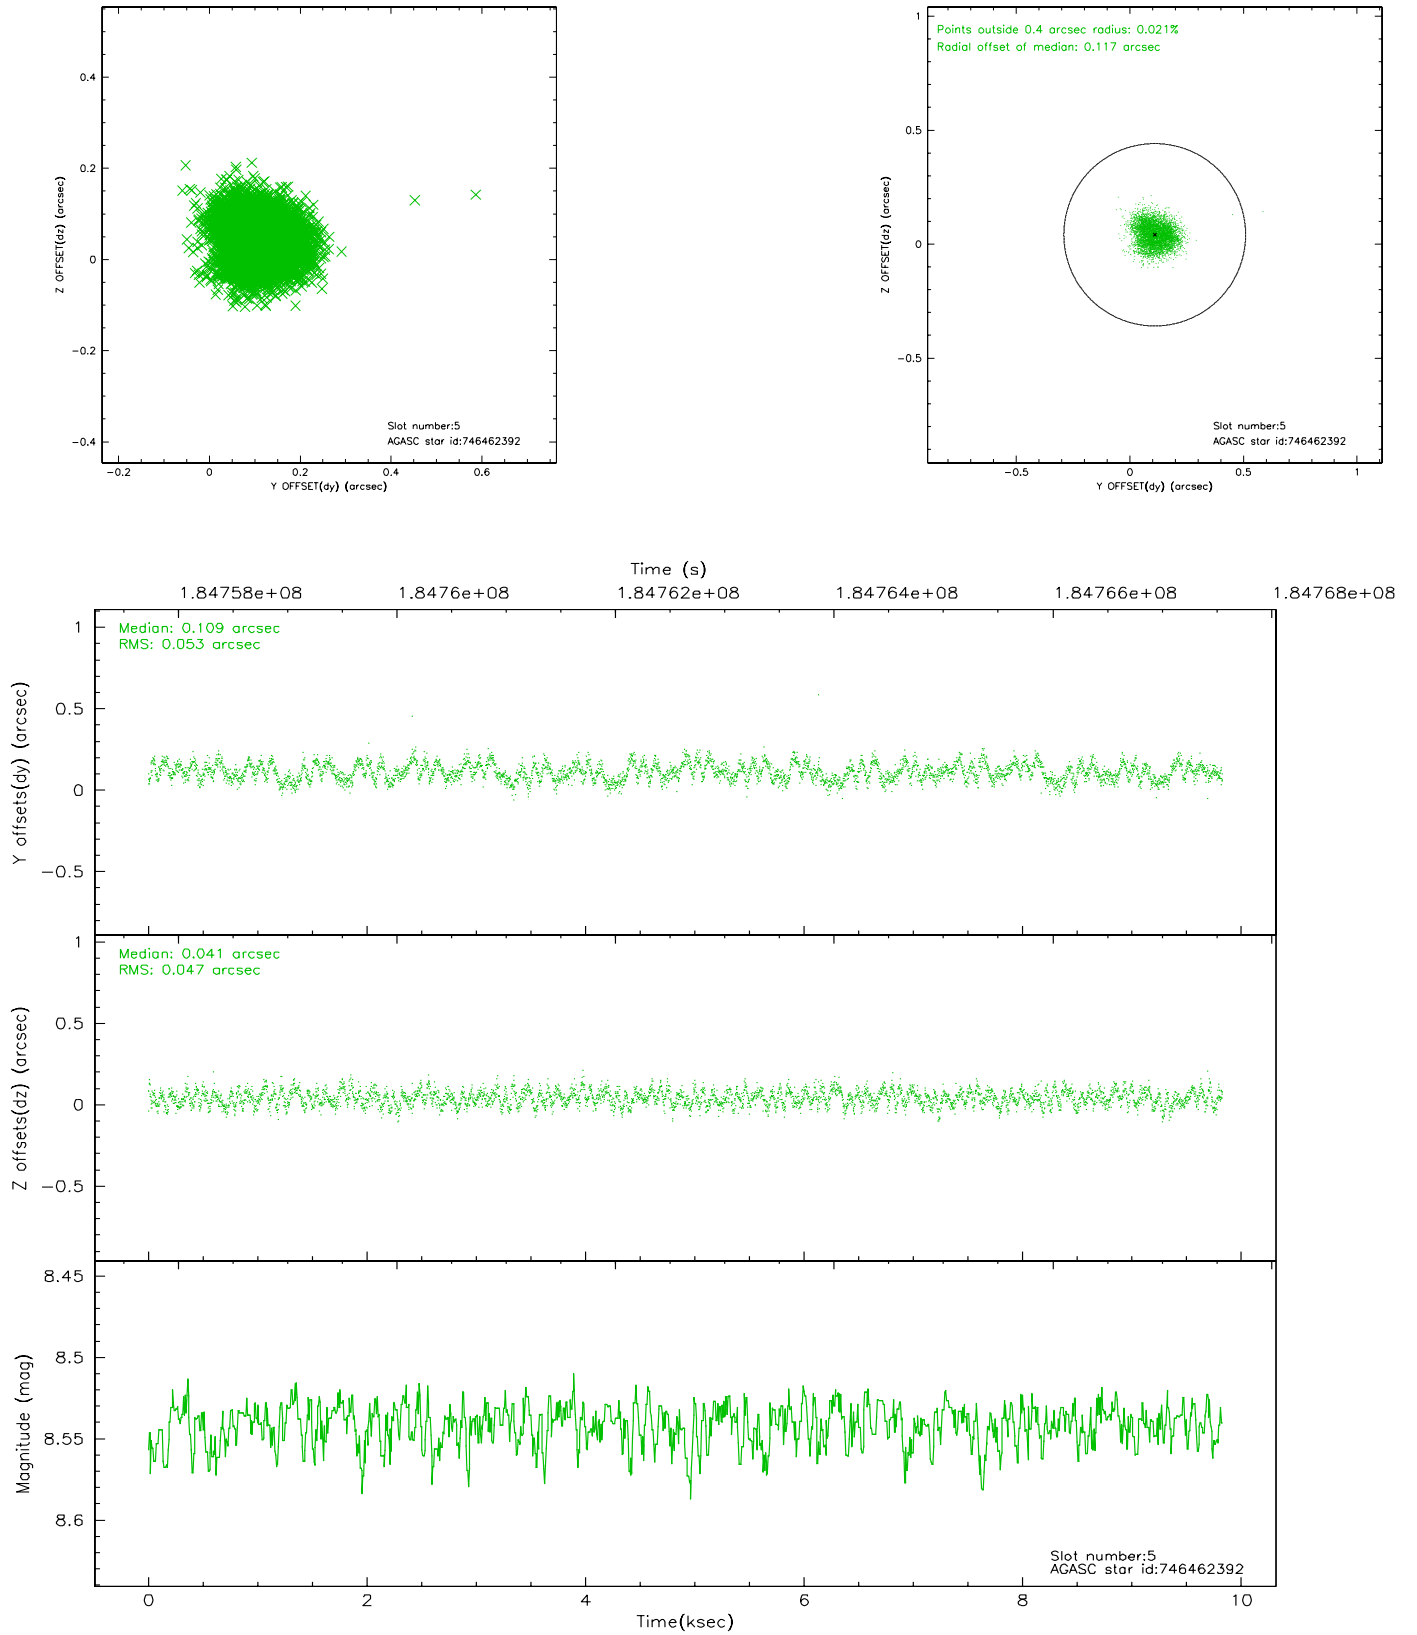 0.4
0.2
0
-0.2
-0.4
Z OFFSET(dz) (arcsec)
Slot number:5
AGASC star id:746462392
-0.2 0 0.2 0.4 0.6
Y OFFSET(dy) (arcsec)
Points outside 0.4 arcsec radius: 0.021%
Radial offset of median: 0.117 arcsec
1
0.5
0
-0.5
Z OFFSET(dz) (arcsec)
Slot number:5
AGASC star id:746462392
-0.5 0 0.5 1
Y OFFSET(dy) (arcsec)
Time (s)
1.84758e+08 1.8476e+08 1.84762e+08 1.84764e+08 1.84766e+08 1.84768e+08
Median: 0.109 arcsec
RMS: 0.053 arcsec
1
0.5
0
-0.5
Y offsets(dy) (arcsec)
Median: 0.041 arcsec
RMS: 0.047 arcsec
1
0.5
0
-0.5
Z offsets(dz) (arcsec)
8.45
8.5
8.55
8.6
Magnitude (mag)
Slot number:5
AGASC star id:746462392
0 2 4 6 8 10
Time(ksec)